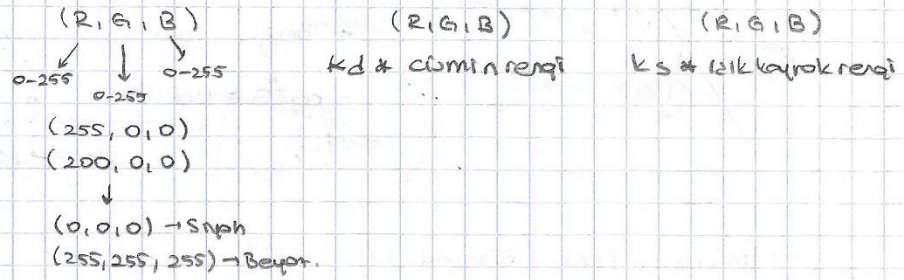 (R, G, B) (R, G, B) (R, G, B)
0-255 0-255 0-255
kd * cismin rengi ks * ışık kaynak rengi
(255, 0, 0)
(200, 0, 0)
(0, 0, 0) → Siyah
(255, 255, 255) → Beyaz.